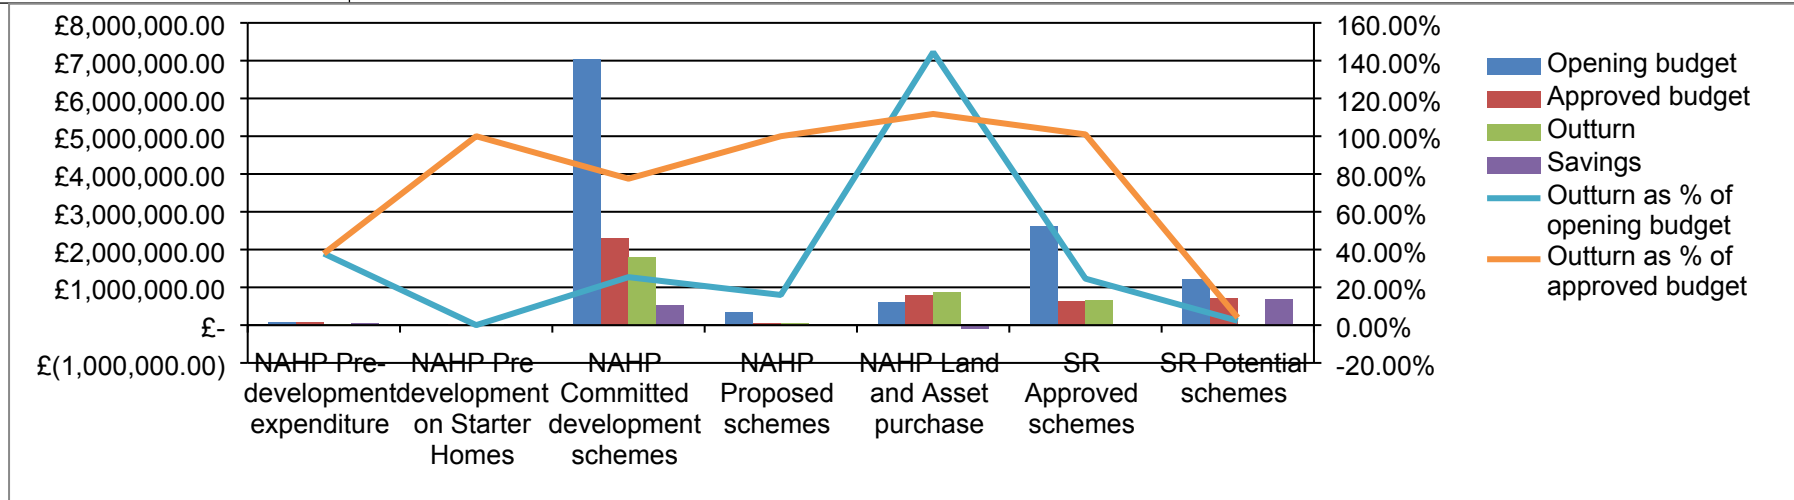 £8,000,000.00
£7,000,000.00
£6,000,000.00
£5,000,000.00
£4,000,000.00
£3,000,000.00
£2,000,000.00
£1,000,000.00
£-
£(1,000,000.00)
160.00%
140.00%
120.00%
100.00%
80.00%
60.00%
40.00%
20.00%
0.00%
-20.00%
NAHP Pre-
development
expenditure
NAHP Pre
development
on Starter
Homes
NAHP
Committed
development
schemes
NAHP
Proposed
schemes
NAHP Land
and Asset
purchase
SR
Approved
schemes
SR Potential
schemes
Opening budget
Approved budget
Outturn
Savings
Outturn as % of
opening budget
Outturn as % of
approved budget